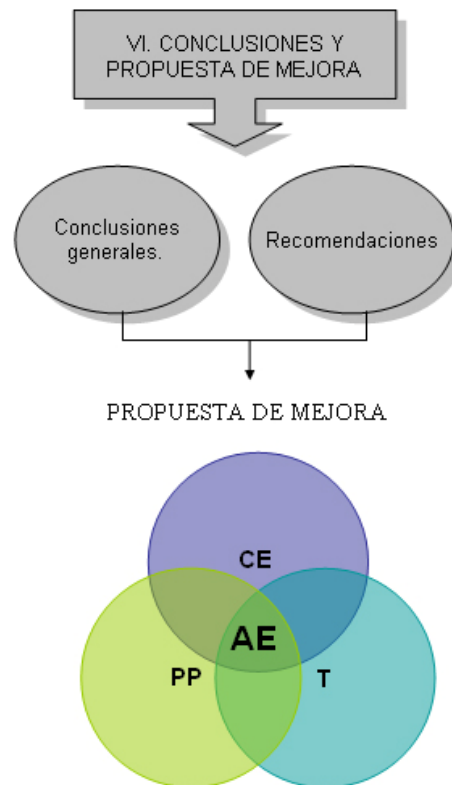 VI. CONCLUSIONES Y
PROPUESTA DE MEJORA
Conclusiones
generales.
Recomendaciones
PROPUESTA DE MEJORA
CE
AE
PP
T